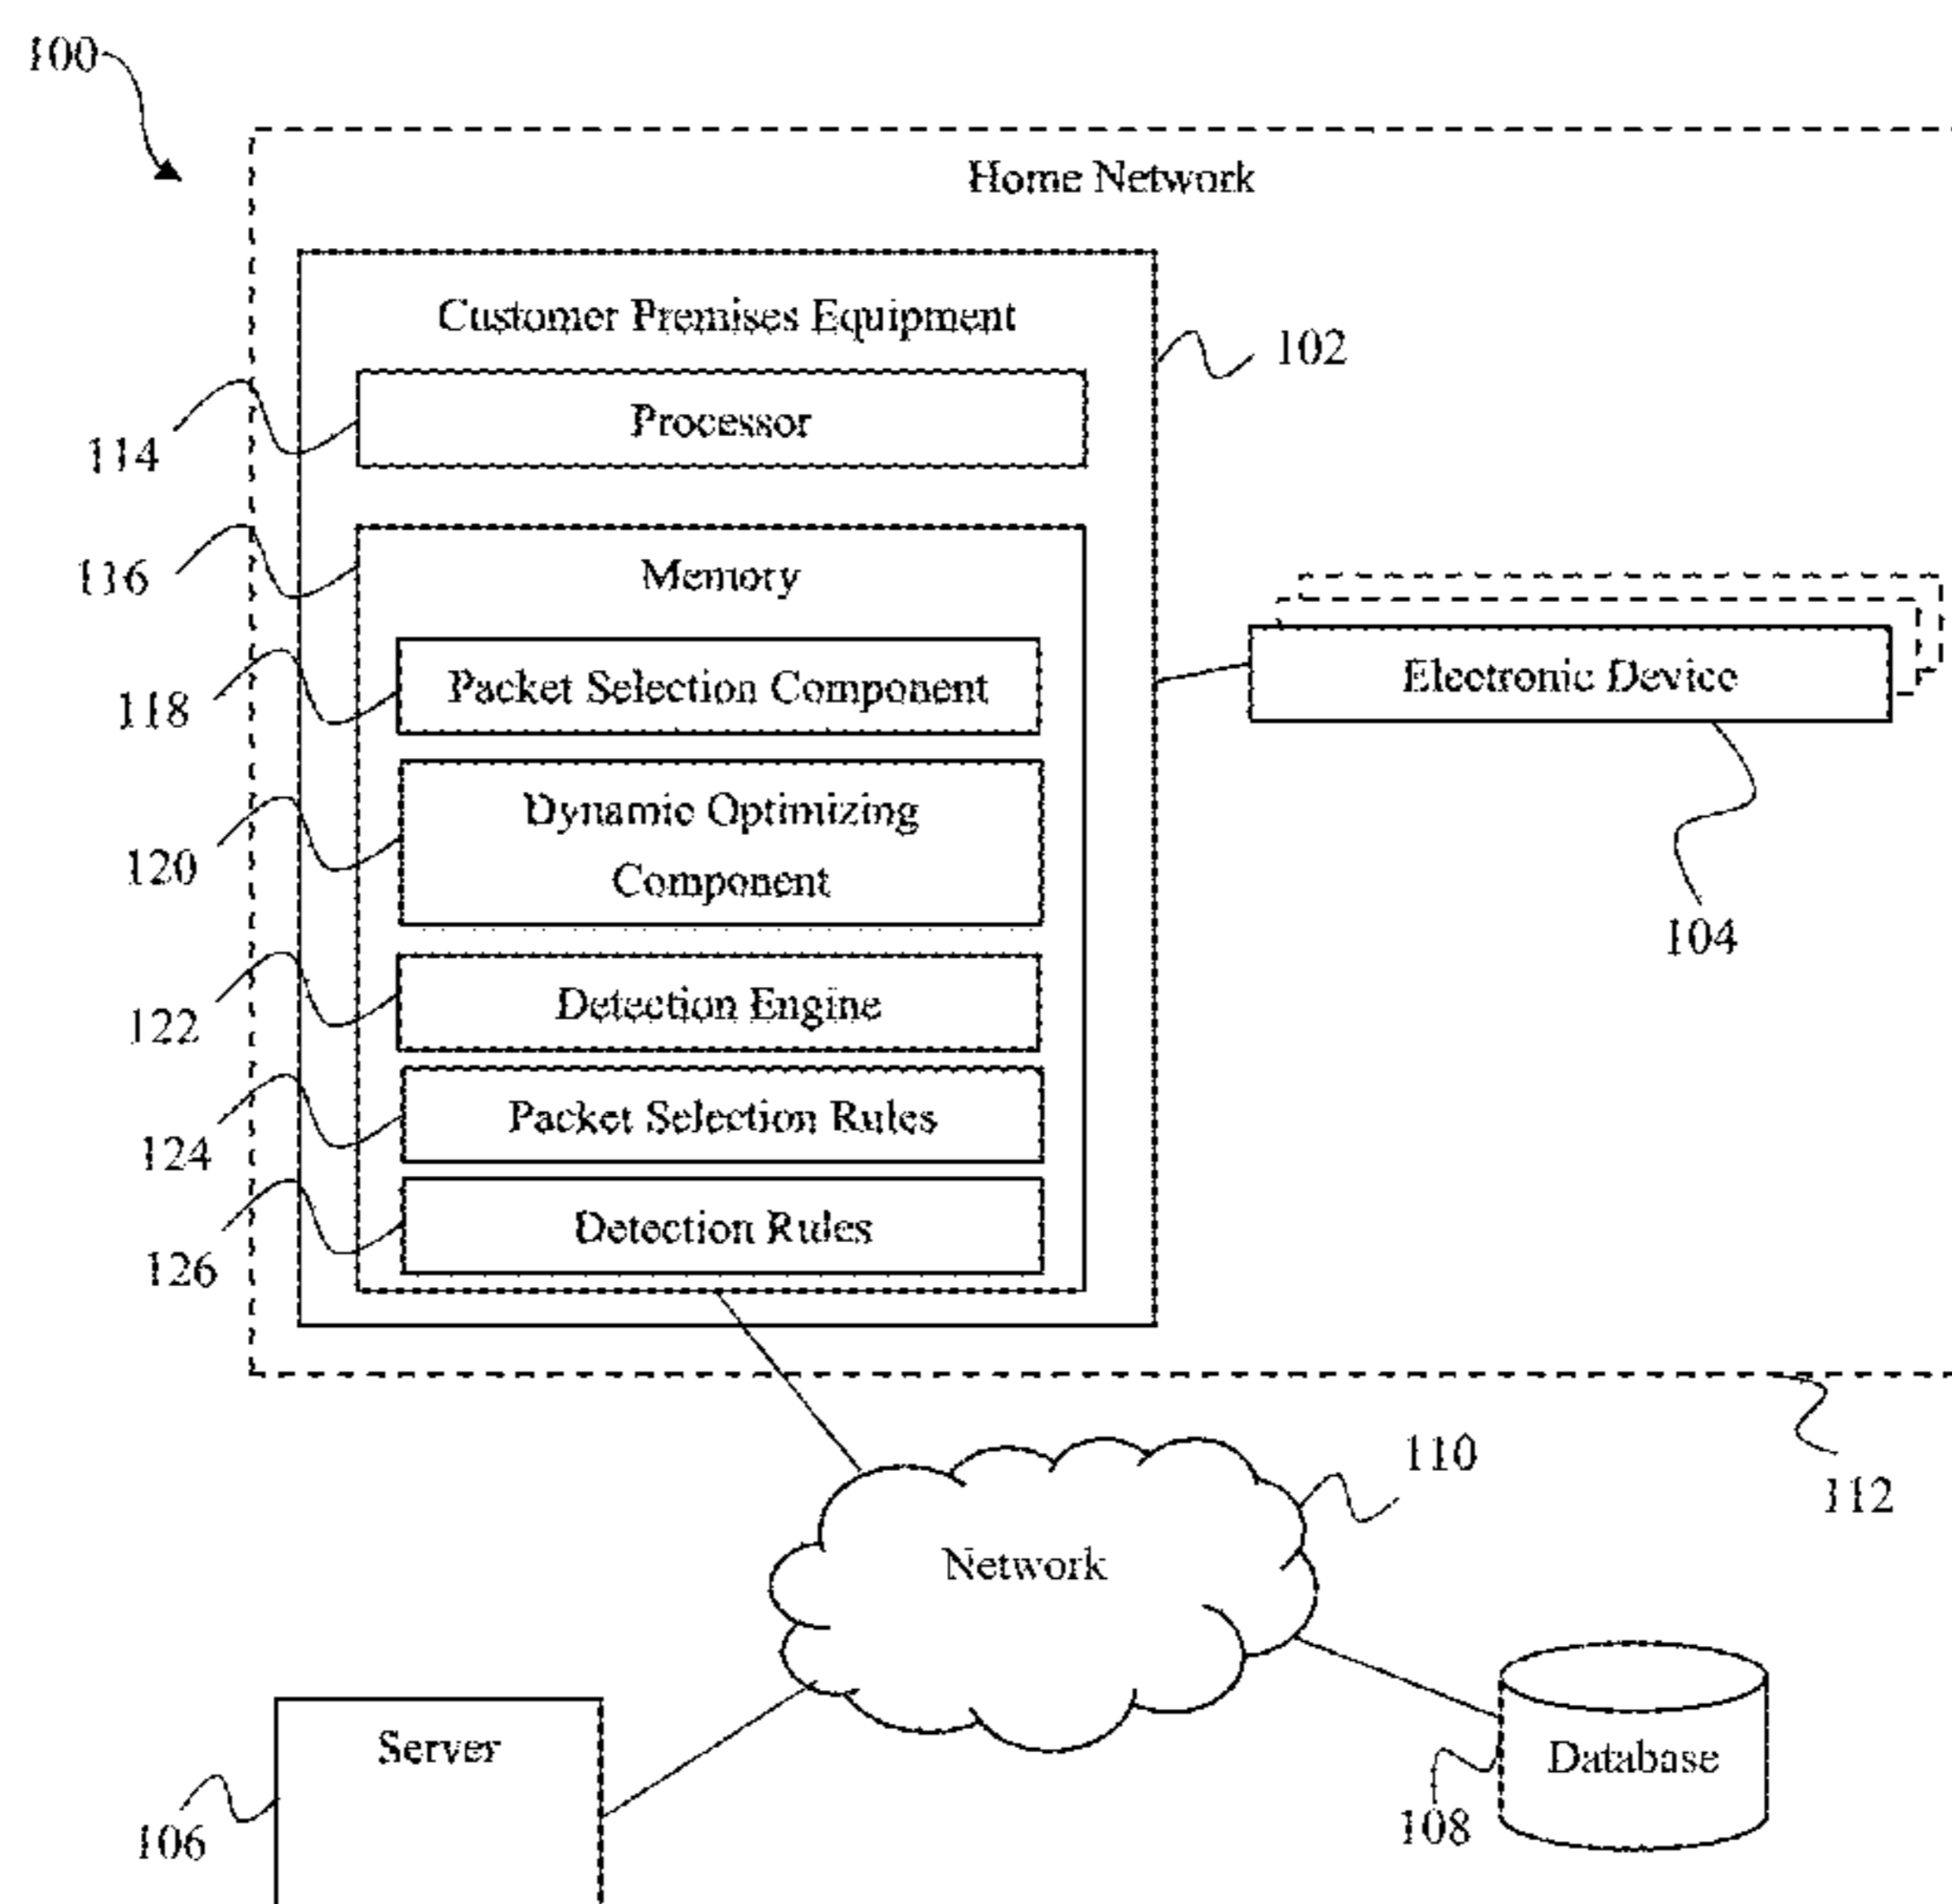 100
Home Network
Customer Premises Equipment
102
Processor
114
Memory
116
Packet Selection Component
118
Electronic Device
Dynamic Optimizing
Component
120
104
Detection Engine
122
Packet Selection Rules
124
Detection Rules
126
110
112
Network
Server
Database
106
108